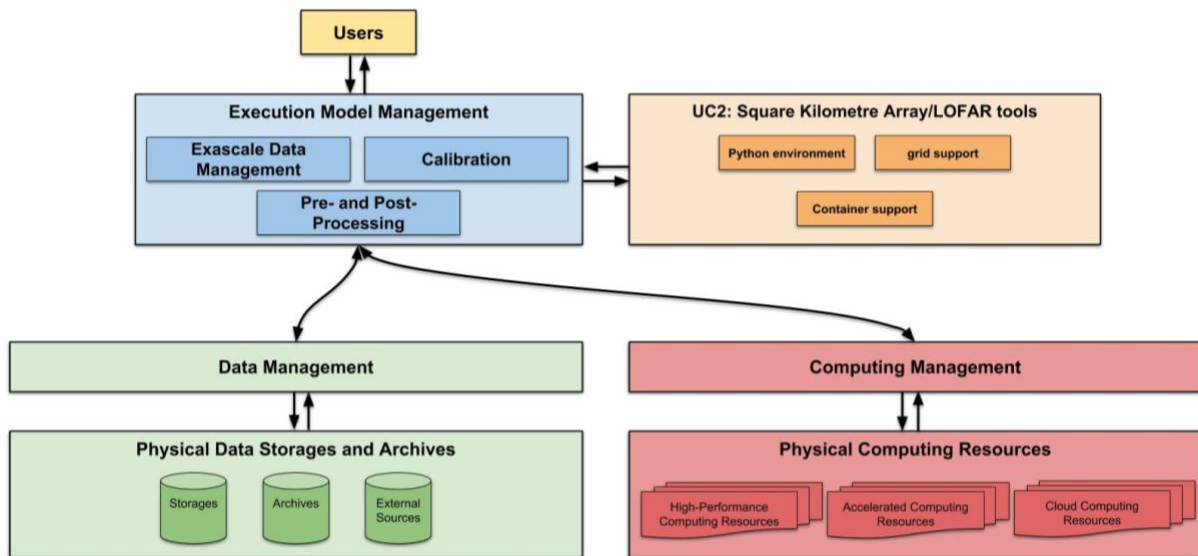 Users
Execution Model Management
Exascale Data
Management
Calibration
Pre- and Post-
Processing
UC2: Square Kilometre Array/LOFAR tools
Python environment
grid support
Container support
Data Management
Computing Management
Physical Data Storages and Archives
Storages
Archives
External
Sources
Physical Computing Resources
High-Performance
Computing Resources
Accelerated Computing
Resources
Cloud Computing
Resources